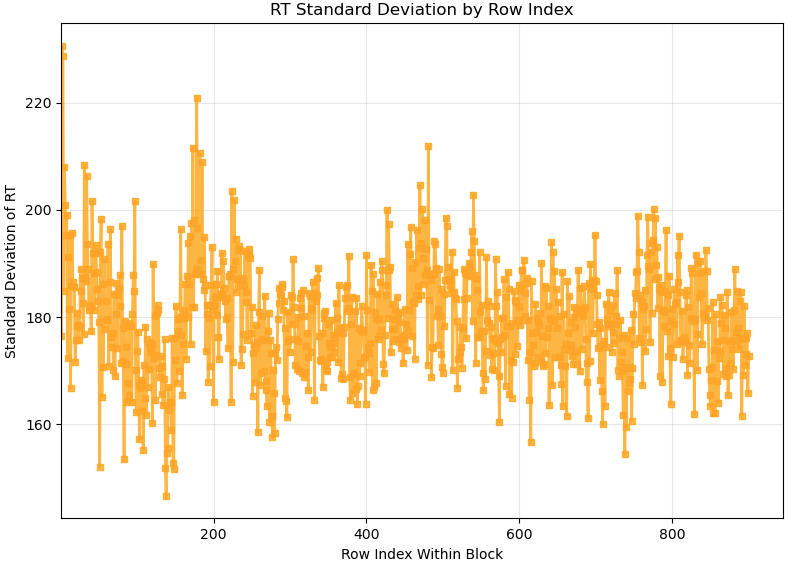 RT Standard Deviation by Row Index
Standard Deviation of RT
220
200
180
160
200
400
600
800
Row Index Within Block